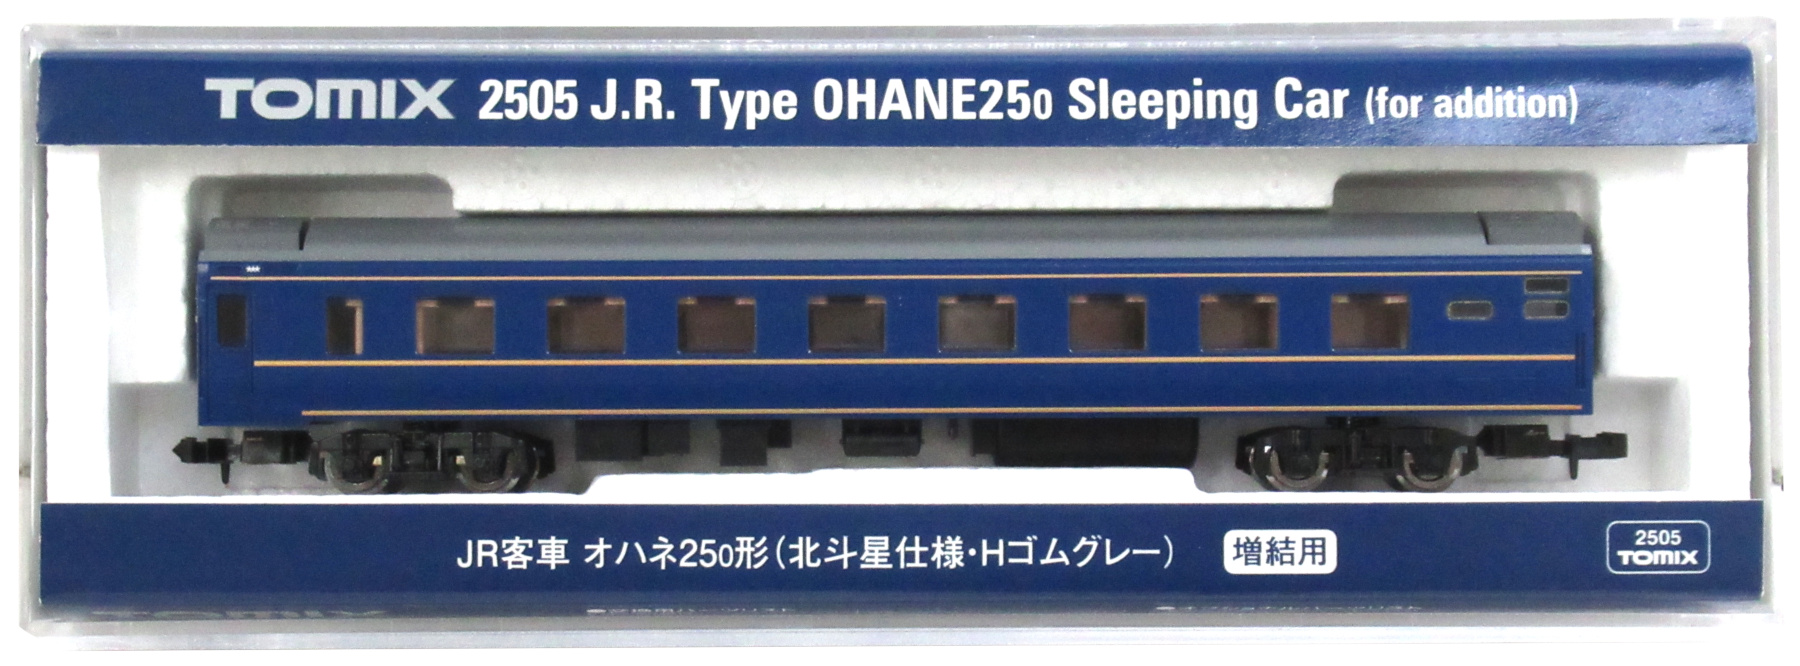 TOMIX 2505 J.R. Type OHANE250 Sleeping Car (for addition)
JR客車 オハネ250形(北斗星仕様・Hゴムグレー) 増結用
2505
TOMIX